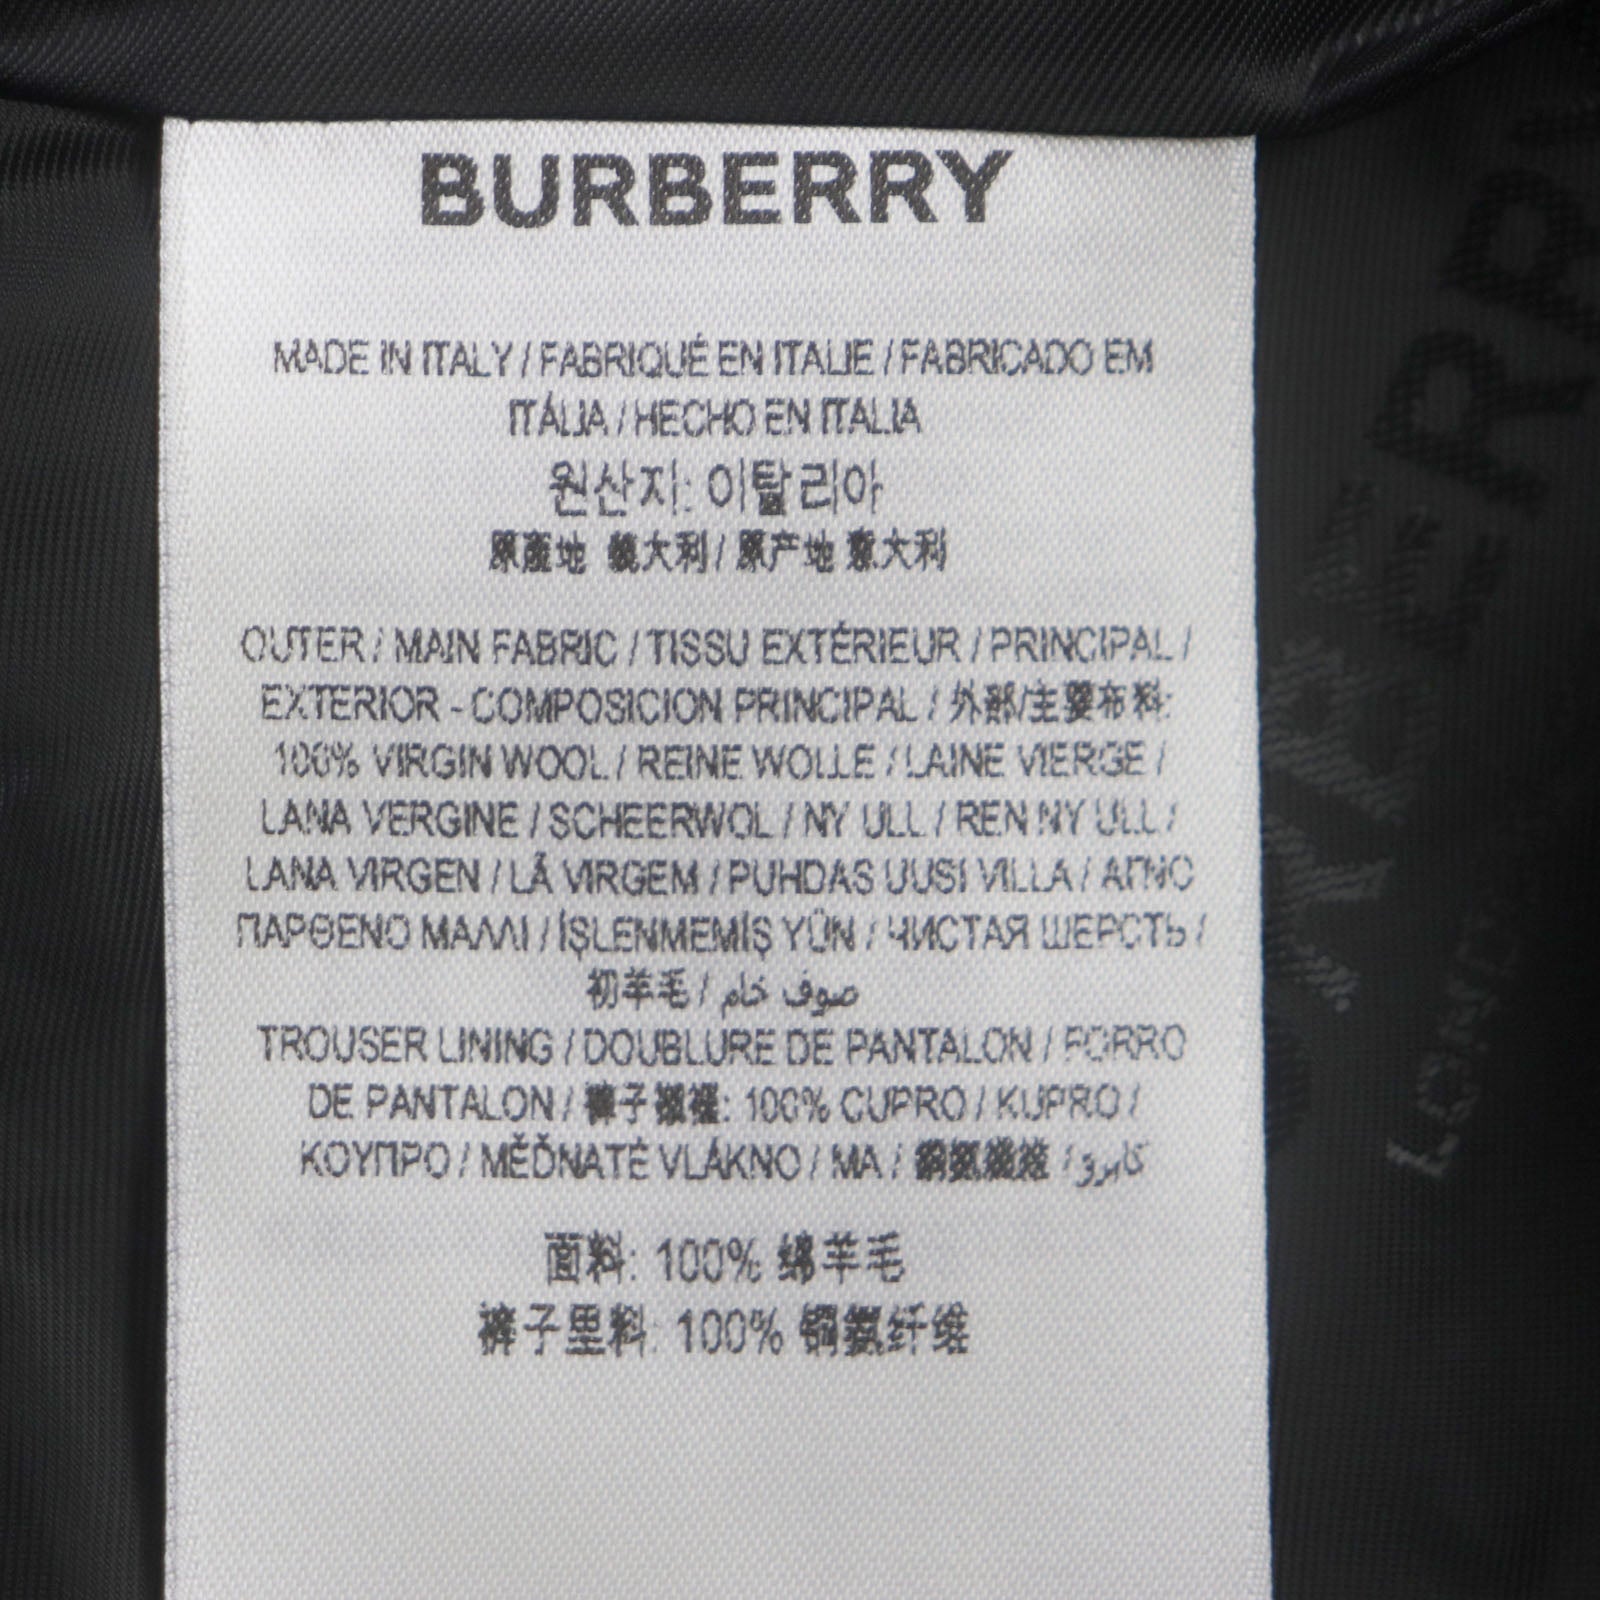 BURBERRY
MADE IN ITALY / FABRIQUÉ EN ITALIE / FABRICADO EM
ITÁLIA / HECHO EN ITALIA
원산지: 이탈리아
原產地 義大利 / 原产地 意大利
OUTER / MAIN FABRIC / TISSU EXTÉRIEUR / PRINCIPAL /
EXTERIOR - COMPOSICION PRINCIPAL / 外部/主要布料:
100% VIRGIN WOOL / REINE WOLLE / LAINE VIERGE /
LANA VERGINE / SCHEERWOL / NY ULL / REN NY ULL /
LANA VIRGEN / LÃ VIRGEM / PUHDAS UUSI VILLA / ΑΓΝΟ
ΠΑΡΘΕΝΟ ΜΑΛΛΙ / İŞLENMEMİŞ YÜN / ЧИСТАЯ ШЕРСТЬ /
初羊毛 / صوف خام
TROUSER LINING / DOUBLURE DE PANTALON / FORRO
DE PANTALON / 褲子襯裡: 100% CUPRO / KUPRO /
ΚΟΥΠΡΟ / MĚĎNATÉ VLÁKNO / МА / 銅氨纖維 / كابرو
面料: 100% 绵羊毛
裤子里料: 100% 铜氨纤维
BURBERRY
LOND